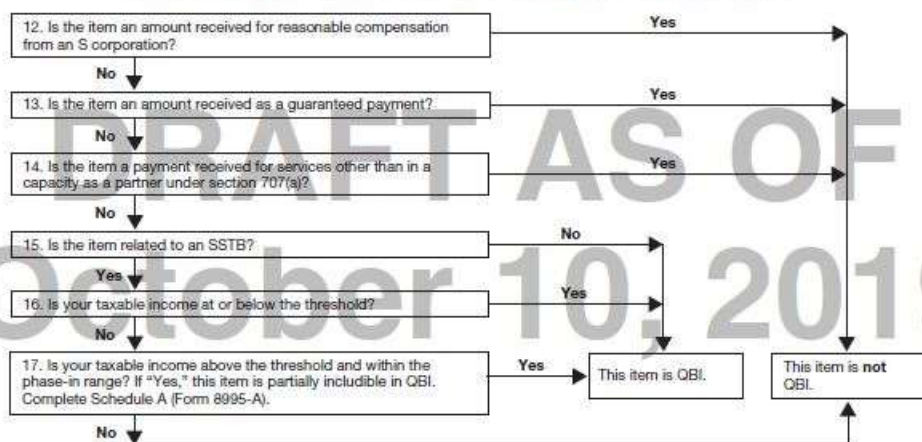 12. Is the item an amount received for reasonable compensation
from an S corporation?
Yes
No
13. Is the item an amount received as a guaranteed payment?
Yes
No
14. Is the item a payment received for services other than in a
capacity as a partner under section 707(a)?
Yes
No
15. Is the item related to an SSTB?
No
Yes
16. Is your taxable income at or below the threshold?
Yes
No
17. Is your taxable income above the threshold and within the
phase-in range? If "Yes," this item is partially includible in QBI.
Complete Schedule A (Form 8995-A).
Yes
This item is QBI.
This item is not
QBI.
No
DRAFT AS OF
October 10, 2019